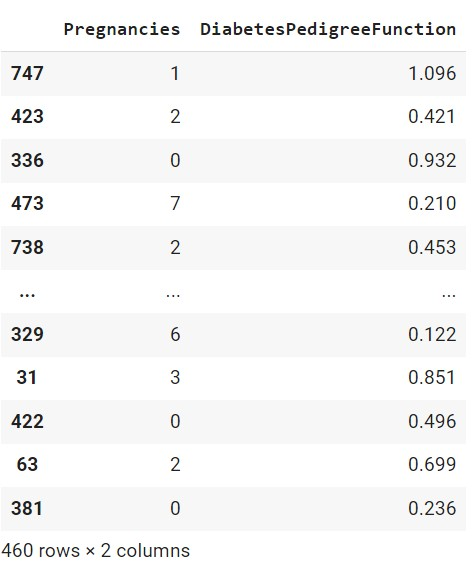 Pregnancies DiabetesPedigreeFunction
747 1 1.096
423 2 0.421
336 0 0.932
473 7 0.210
738 2 0.453
... ... ...
329 6 0.122
31 3 0.851
422 0 0.496
63 2 0.699
381 0 0.236
460 rows × 2 columns